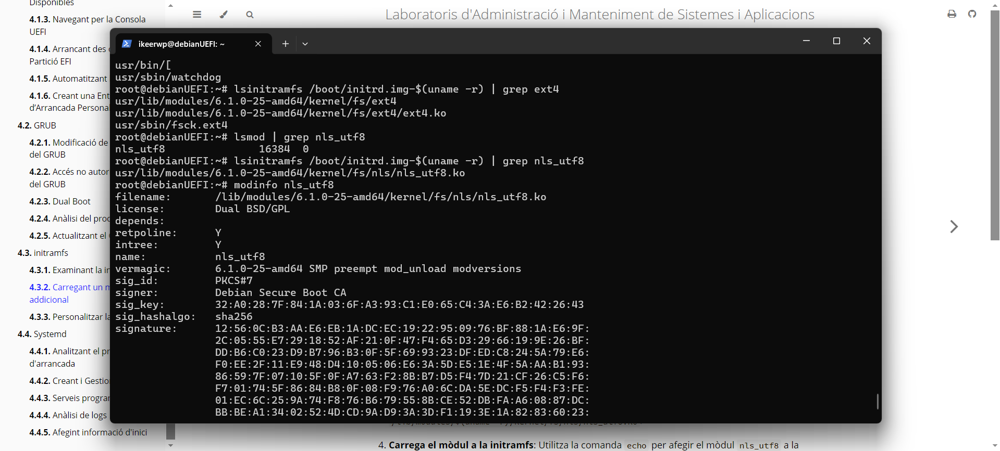 Disponibles
4.1.3. Navegant per la Consola
UEFI
4.1.4. Arrancant des
Partició EFI
4.1.5. Automatitzant
4.1.6. Creant una Ent
d'Arrancada Personal
4.2. GRUB
4.2.1. Modificació de
del GRUB
4.2.2. Accés no autor
del GRUB
4.2.3. Dual Boot
4.2.4. Anàlisi del proc
4.2.5. Actualitzant el
4.3. initramfs
4.3.1. Examinant la in
4.3.2. Carregant un m
addicional
4.3.3. Personalitzar la
4.4. Systemd
4.4.1. Analitzant el pr
d'arrancada
4.4.2. Creant i Gestio
4.4.3. Serveis program
4.4.4. Anàlisi de logs
4.4.5. Afegint informació d'inici
Laboratoris d'Administració i Manteniment de Sistemes i Aplicacions
ikeerwp@debianUEFI: ~
usr/bin/[
usr/sbin/watchdog
root@debianUEFI:~# lsinitramfs /boot/initrd.img-$(uname -r) | grep ext4
usr/lib/modules/6.1.0-25-amd64/kernel/fs/ext4
usr/lib/modules/6.1.0-25-amd64/kernel/fs/ext4/ext4.ko
usr/sbin/fsck.ext4
root@debianUEFI:~# lsmod | grep nls_utf8
nls_utf8               16384  0
root@debianUEFI:~# lsinitramfs /boot/initrd.img-$(uname -r) | grep nls_utf8
usr/lib/modules/6.1.0-25-amd64/kernel/fs/nls/nls_utf8.ko
root@debianUEFI:~# modinfo nls_utf8
filename:       /lib/modules/6.1.0-25-amd64/kernel/fs/nls/nls_utf8.ko
license:        Dual BSD/GPL
depends:
retpoline:      Y
intree:         Y
name:           nls_utf8
vermagic:       6.1.0-25-amd64 SMP preempt mod_unload modversions
sig_id:         PKCS#7
signer:         Debian Secure Boot CA
sig_key:        32:A0:28:7F:84:1A:03:6F:A3:93:C1:E0:65:C4:3A:E6:B2:42:26:43
sig_hashalgo:   sha256
signature:      12:56:0C:B3:AA:E6:EB:1A:DC:EC:19:22:95:09:76:BF:88:1A:E6:9F:
2C:05:55:E7:29:18:52:AF:21:0F:47:F4:65:D3:29:66:19:9E:26:BF:
DD:B6:C0:23:D9:B7:96:B3:0F:5F:69:93:23:DF:ED:C8:24:5A:79:E6:
F0:EE:2F:11:E9:48:D4:10:05:06:E6:3A:5D:E5:1E:4F:5A:AA:B1:93:
86:59:7F:07:10:5F:0F:A7:63:F2:8B:B7:D5:F4:7D:21:CF:26:C5:F6:
F7:01:74:5F:86:84:B8:0F:08:F9:76:A0:6C:DA:5E:DC:F5:F4:F3:FE:
01:EC:6C:25:9A:74:F8:76:B6:79:55:8B:CE:52:DB:FA:A6:08:87:DC:
BB:BE:A1:34:02:52:4D:CD:9A:D9:3A:3D:F1:19:3E:1A:82:83:60:23:
4. Carrega el mòdul a la initramfs: Utilitza la comanda echo per afegir el mòdul nls_utf8 a la